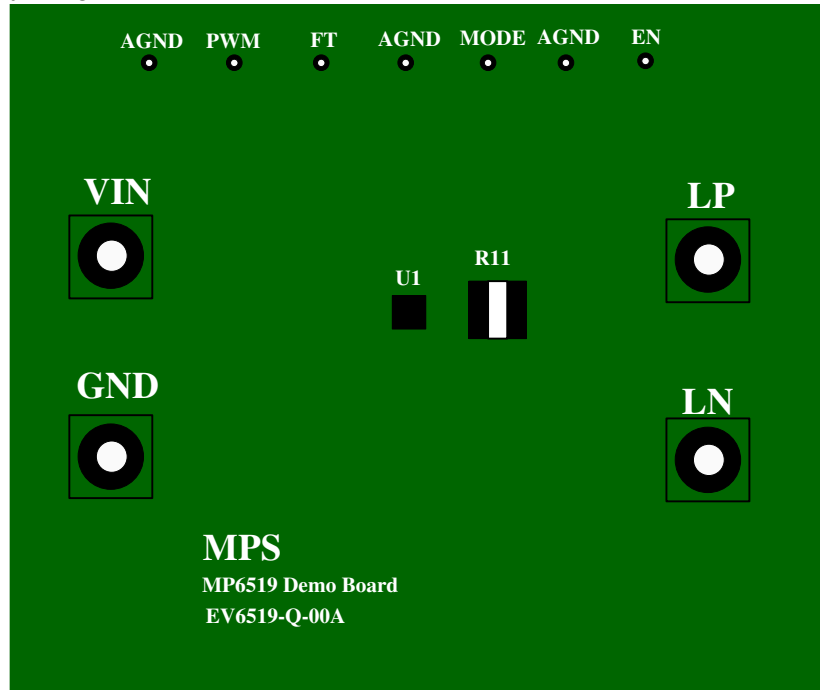 AGND PWM FT AGND MODE AGND EN
VIN
LP
R11
U1
GND
LN
MPS
MP6519 Demo Board
EV6519-Q-00A